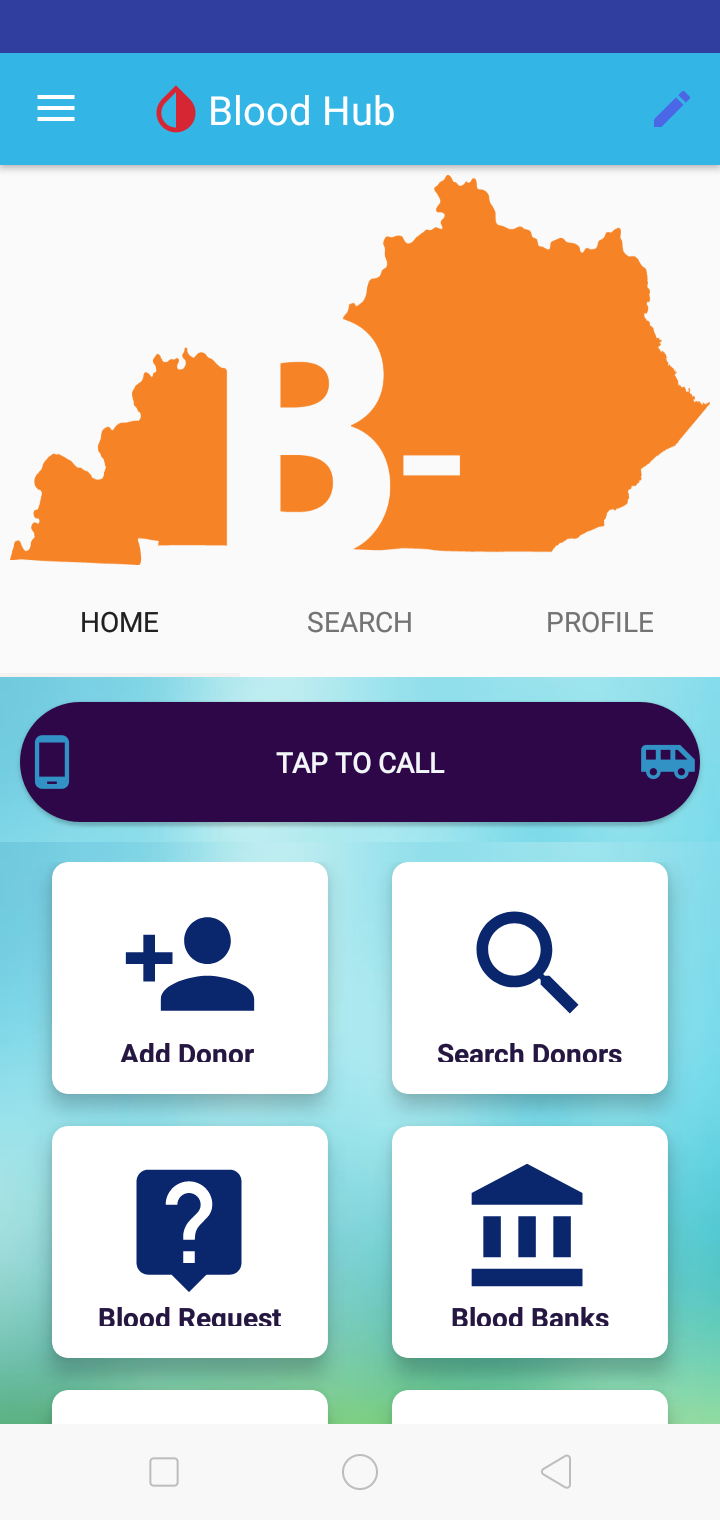 Blood Hub
B-
HOME
SEARCH
PROFILE
TAP TO CALL
Add Donor
Search Donors
Blood Request
Blood Banks